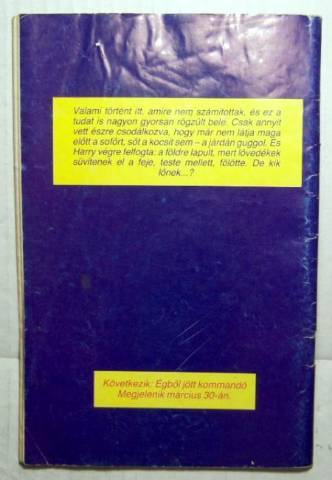 Valami történt itt. amire nem számítottak, és ez a
tudat is nagyon gyorsan rögzült bele. Csak annyit
vett észre csodálkozva, hogy már nem látja maga
előtt a sofőrt, sőt a kocsit sem – a járdán guggol. És
Harry végre felfogta: a földre lapult, mert lövedékek
süvítenek el a feje, teste mellett, fölötte. De kik
lőnek...?
Következik: Égből jött kommandó
Megjelenik március 30-án.